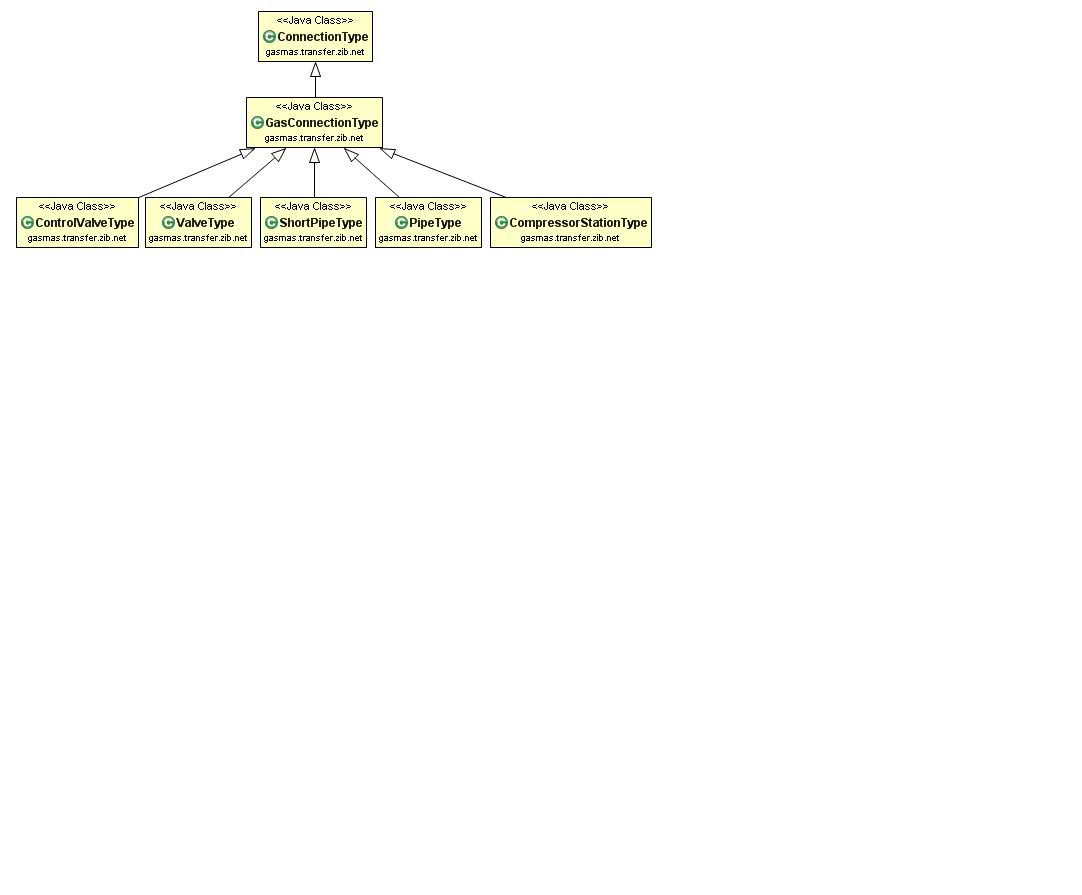 <<Java Class>>
ConnectionType
gasmas.transfer.zib.net
<<Java Class>>
GasConnectionType
gasmas.transfer.zib.net
<<Java Class>>
ControlValveType
gasmas.transfer.zib.net
<<Java Class>>
ValveType
gasmas.transfer.zib.net
<<Java Class>>
ShortPipeType
gasmas.transfer.zib.net
<<Java Class>>
PipeType
gasmas.transfer.zib.net
<<Java Class>>
CompressorStationType
gasmas.transfer.zib.net